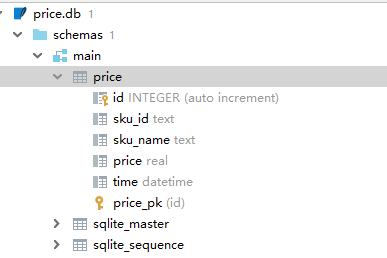 price.db 1
schemas 1
main
price
id INTEGER (auto increment)
sku_id text
sku_name text
price real
time datetime
price_pk (id)
sqlite_master
sqlite_sequence